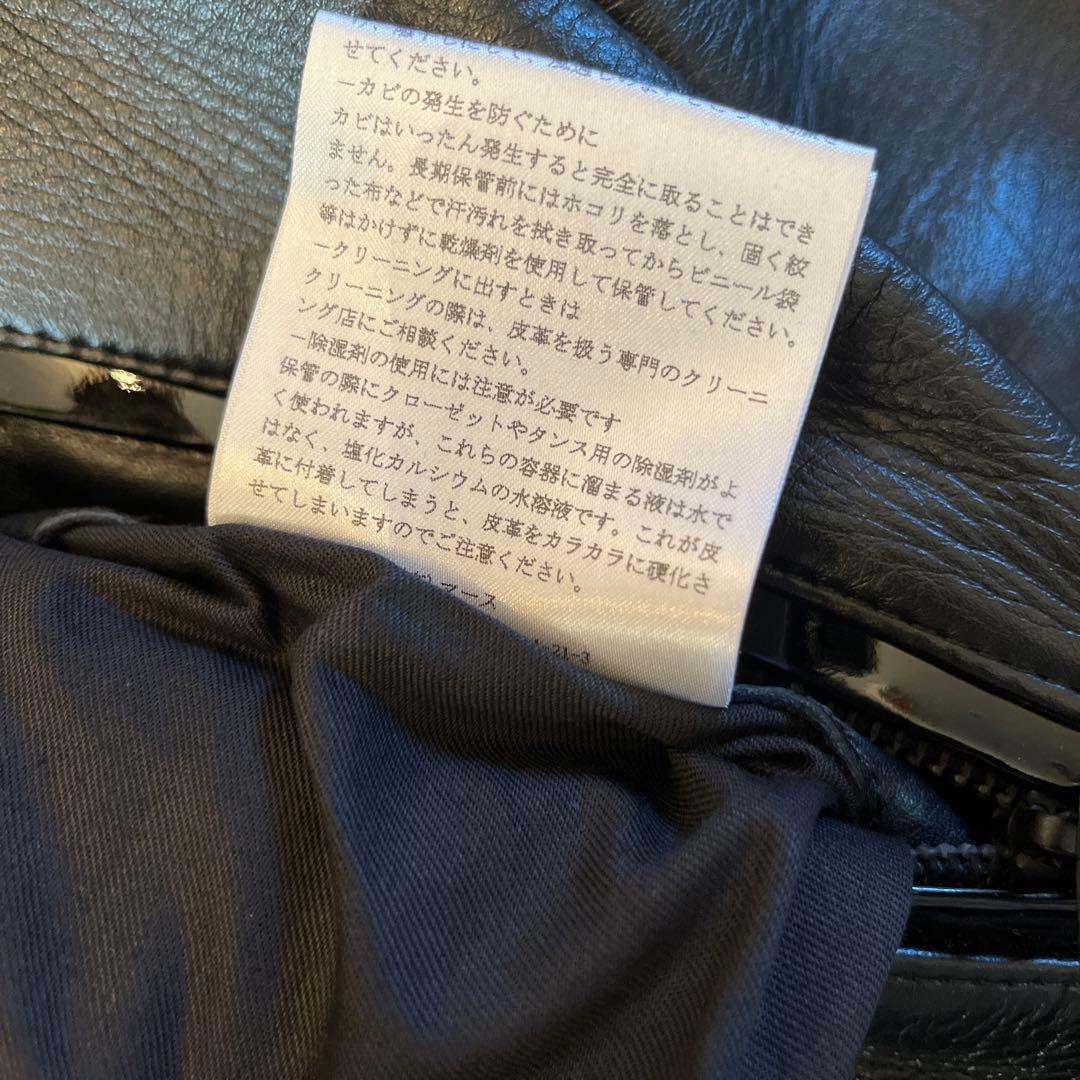 せてください。
－カビの発生を防ぐために
カビはいったん発生すると完全に取ることはでき
ません。長期保管前にはホコリを落とし、固く絞
った布などで汗汚れを拭き取ってからビニール袋
等はかけずに乾燥剤を使用して保管してください。
－クリーニングに出すときは
クリーニングの際は、皮革を扱う専門のクリーニ
ング店にご相談ください。
－除湿剤の使用には注意が必要です
保管の際にクローゼットやタンス用の除湿剤がよ
く使われますが、これらの容器に溜まる液は水で
はなく、塩化カルシウムの水溶液です。これが皮
革に付着してしまうと、皮革をカラカラに硬化さ
せてしまいますのでご注意ください。
ース
-21-3